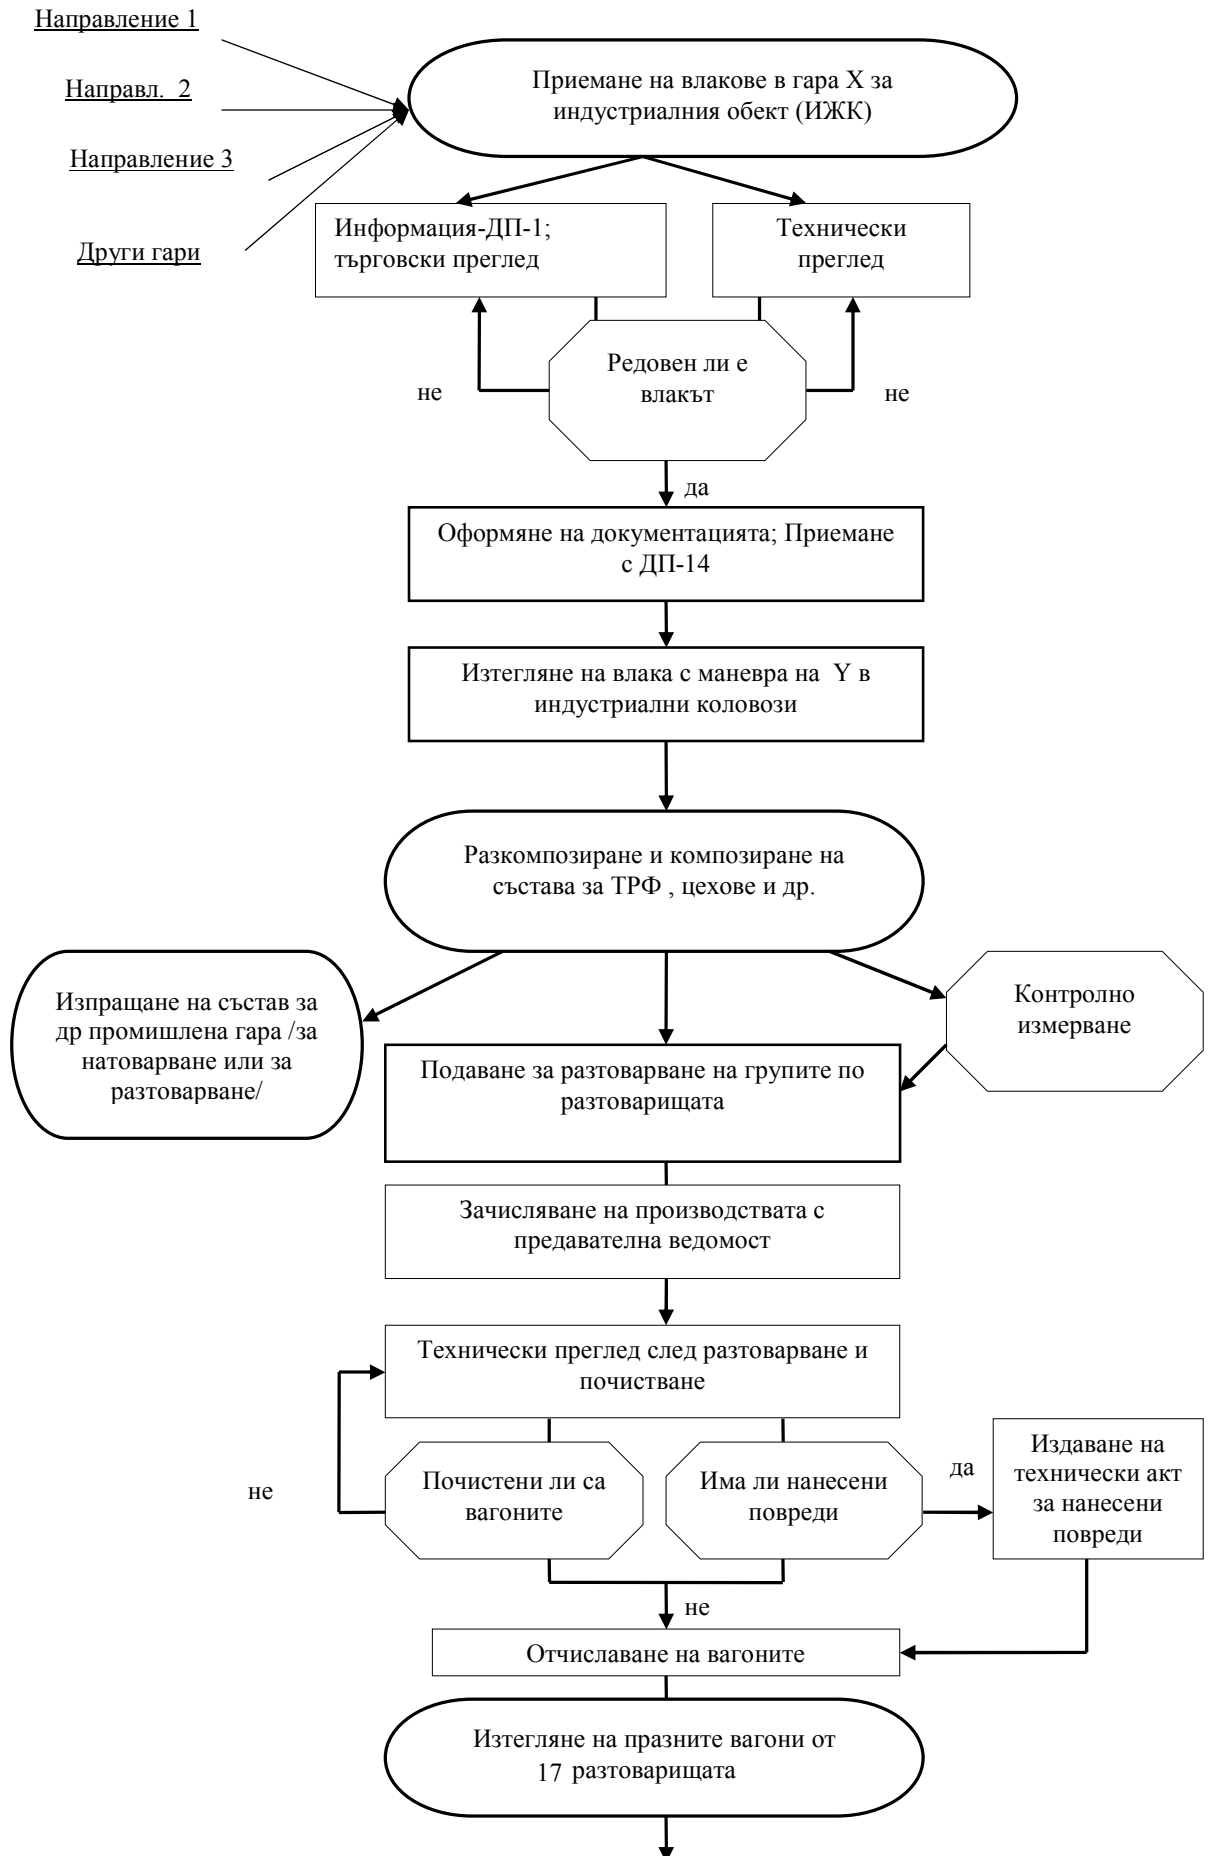 Направление 1
Направл.  2
Направление 3
Други гари
Приемане на влакове в гара X за
индустриалния обект (ИЖК)
Информация-ДП-1;
търговски преглед
Технически
преглед
Редовен ли е
влакът
не
не
да
Оформяне на документацията; Приемане
с ДП-14
Изтегляне на влака с маневра на  Y в
индустриални коловози
Разкомпозиране и композиране на
състава за ТРФ , цехове и др.
Изпращане на състав за
др промишлена гара /за
натоварване или за
разтоварване/
Контролно
измерване
Подаване за разтоварване на групите по
разтоварищата
Зачисляване на производствата с
предавателна ведомост
Технически преглед след разтоварване и
почистване
не
Почистени ли са
вагоните
Има ли нанесени
повреди
да
Издаване на
технически акт
за нанесени
повреди
не
Отчиславане на вагоните
Изтегляне на празните вагони от
17 разтоварищата